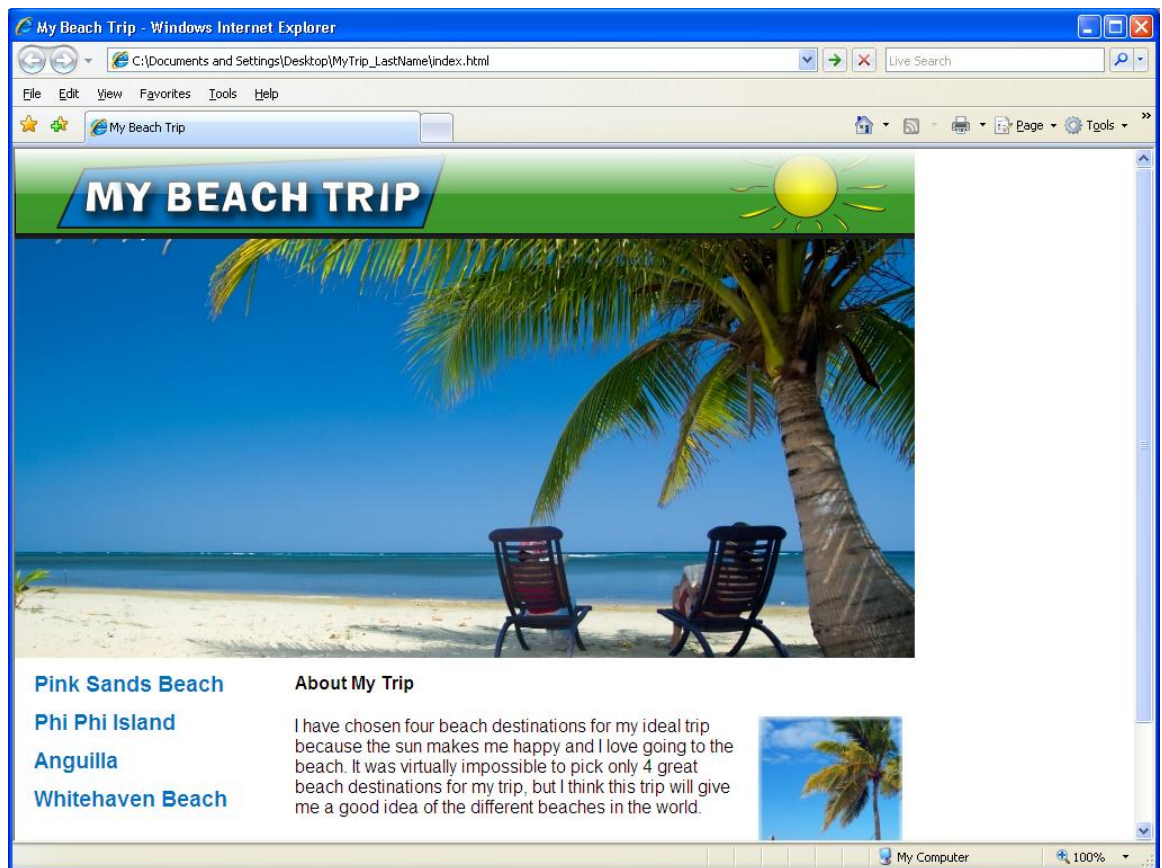 My Beach Trip - Windows Internet Explorer
C:\Documents and Settings\Desktop\MyTrip_LastName\index.html
Live Search
File Edit View Favorites Tools Help
My Beach Trip
Page Tools »
MY BEACH TRIP
Pink Sands Beach
Phi Phi Island
Anguilla
Whitehaven Beach
About My Trip
I have chosen four beach destinations for my ideal trip
because the sun makes me happy and I love going to the
beach. It was virtually impossible to pick only 4 great
beach destinations for my trip, but I think this trip will give
me a good idea of the different beaches in the world.
My Computer
100%